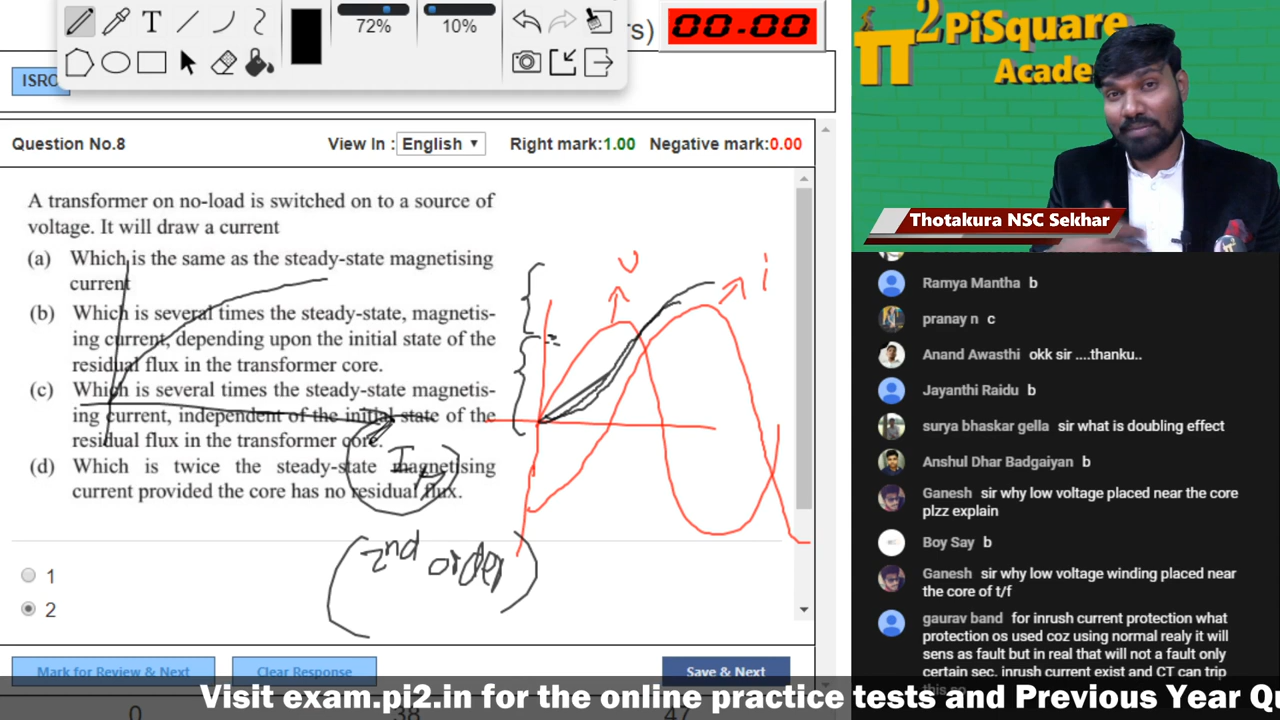 72%
10%
rs)
00.00
π 2PiSquare
Acade
ISRO
Question No.8
View In : English
Right mark:1.00
Negative mark:0.00
A transformer on no-load is switched on to a source of
voltage. It will draw a current
(a) Which is the same as the steady-state magnetising
current
(b) Which is several times the steady-state, magnetis-
ing current, depending upon the initial state of the
residual flux in the transformer core.
(c) Which is several times the steady-state magnetis-
ing current, independent of the initial state of the
residual flux in the transformer core.
(d) Which is twice the steady-state magnetising
current provided the core has no residual flux.
υ
i
2nd order
1
2
Mark for Review & Next
Clear Response
Save & Next
0
38
47
Thotakura NSC Sekhar
Ramya Mantha b
pranay n c
Anand Awasthi okk sir ....thanku..
Jayanthi Raidu b
surya bhaskar gella sir what is doubling effect
Anshul Dhar Badgaiyan b
Ganesh sir why low voltage placed near the core
plzz explain
Boy Say b
Ganesh sir why low voltage winding placed near
the core of t/f
gaurav band for inrush current protection what
protection os used coz using normal realy it will
sens as fault but in real that will not a fault only
certain sec. inrush current exist and CT can trip
Visit exam.pi2.in for the online practice tests and Previous Year Qu